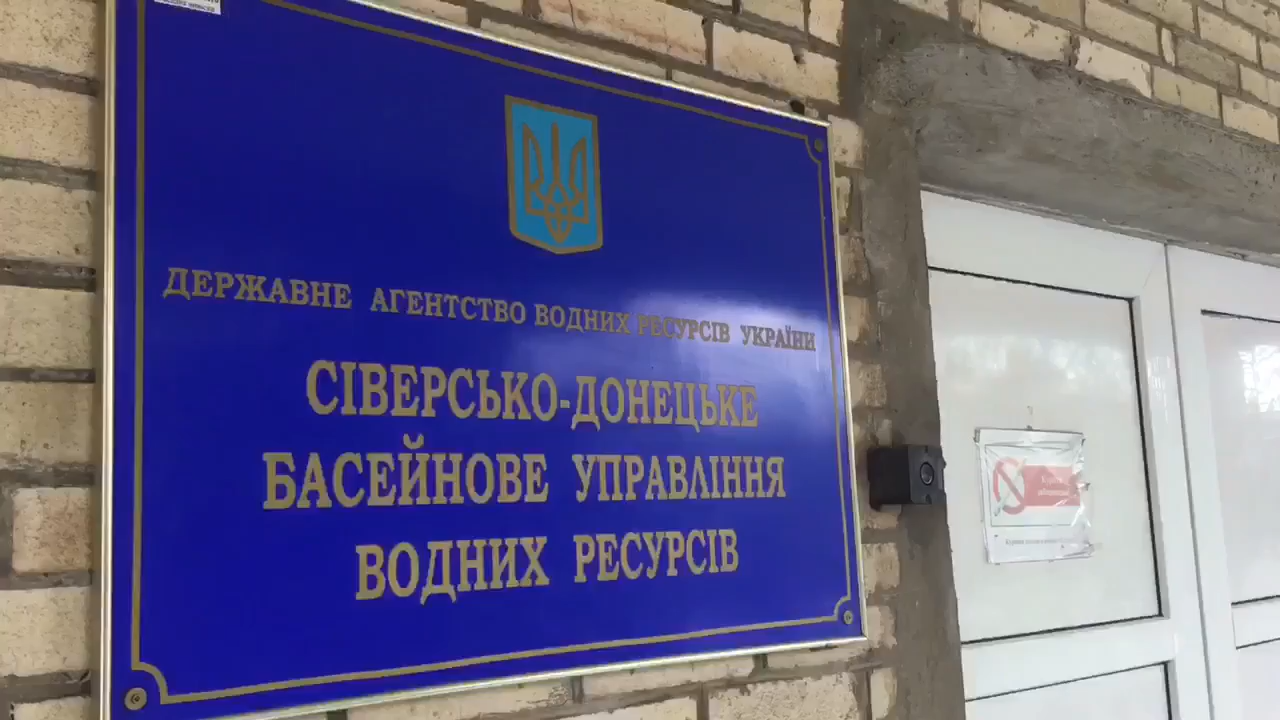 ДЕРЖАВНЕ АГЕНТСТВО ВОДНИХ РЕСУРСІВ УКРАЇНИ
СІВЕРСЬКО-ДОНЕЦЬКЕ
БАСЕЙНОВЕ УПРАВЛІННЯ
ВОДНИХ РЕСУРСІВ